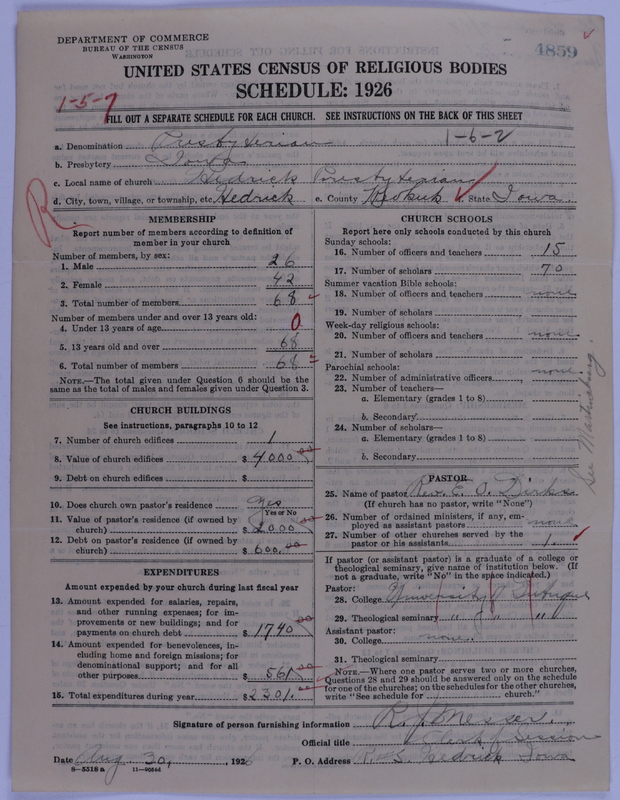 DEPARTMENT OF COMMERCE
BUREAU OF THE CENSUS
WASHINGTON
4859
UNITED STATES CENSUS OF RELIGIOUS BODIES
SCHEDULE: 1926
1-5-7
FILL OUT A SEPARATE SCHEDULE FOR EACH CHURCH. SEE INSTRUCTIONS ON THE BACK OF THIS SHEET
a. Denomination Presbyterian 1-6-2
b. Presbytery Iowa
c. Local name of church Hedrick Presbyterian
d. City, town, village, or township, etc. Hedrick e. County Keokuk f. State Iowa
R
MEMBERSHIP
Report number of members according to definition of
member in your church
Number of members, by sex:
1. Male 26
2. Female 42
3. Total number of members 68
Number of members under and over 13 years old:
4. Under 13 years of age 0
5. 13 years old and over 68
6. Total number of members 68
NOTE.—The total given under Question 6 should be
same as the total of males and females given under Question 3.
CHURCH BUILDINGS
See instructions, paragraphs 10 to 12
7. Number of church edifices 1
8. Value of church edifices $ 4000.00
9. Debt on church edifices $
10. Does church own pastor's residence Yes
Yes or No
11. Value of pastor's residence (if owned by
church) $ 2000.00
12. Debt on pastor's residence (if owned by
church) $ 600.00
EXPENDITURES
Amount expended by your church during last fiscal year
13. Amount expended for salaries, repairs,
and other running expenses; for im-
provements or new buildings; and for
payments on church debt $ 1740.00
14. Amount expended for benevolences, in-
cluding home and foreign missions; for
denominational support; and for all
other purposes $ 561.00
15. Total expenditures during year $ 2301.00
CHURCH SCHOOLS
Report here only schools conducted by this church
Sunday schools:
16. Number of officers and teachers 15
17. Number of scholars 70
Summer vacation Bible schools:
18. Number of officers and teachers none
19. Number of scholars
Week-day religious schools:
20. Number of officers and teachers none
21. Number of scholars
Parochial schools:
22. Number of administrative officers none
23. Number of teachers—
a. Elementary (grades 1 to 8)
b. Secondary
24. Number of scholars—
a. Elementary (grades 1 to 8)
b. Secondary
See Martinsburg.
PASTOR
25. Name of pastor Rev. E. O. Dirks
(If church has no pastor, write "None")
26. Number of ordained ministers, if any, em-
ployed as assistant pastors none
27. Number of other churches served by the
pastor or his assistants 1
If pastor (or assistant pastor) is a graduate of a college or
theological seminary, give name of institution below. (If
not a graduate, write "No" in the space indicated.)
Pastor:
28. College University of Dubuque
29. Theological seminary " " "
Assistant pastor:
30. College none.
31. Theological seminary
NOTE.—Where one pastor serves two or more churches,
Questions 28 and 29 should be answered only on the schedule
for one of the churches; on the schedules for the other churches,
write "See schedule for church."
Signature of person furnishing information
Official title Clerk of Session
Date Aug 30, 1926 P. O. Address Hedrick Iowa
8-5518 a